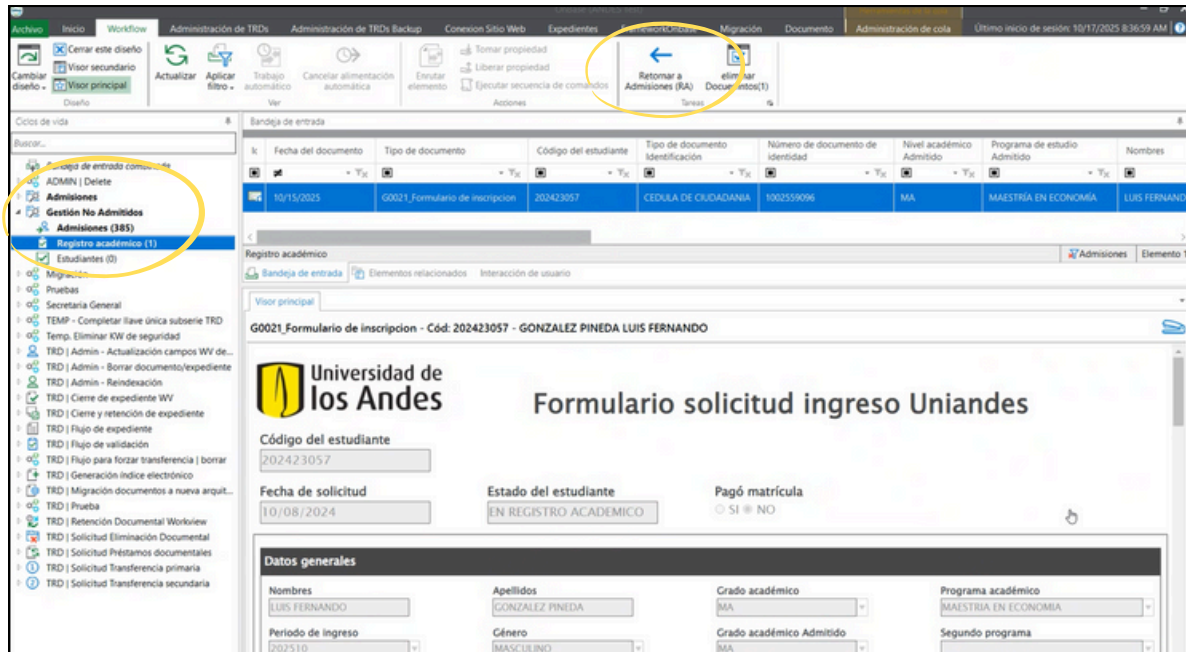 Archivo Inicio Workflow Administración de TRDs Administración de TRDs Backup Conexion Sitio Web Expedientes Migración Documento Administración de cola Último inicio de sesión: 10/17/2025 8:36:59 AM
Cambiar diseño
Cerrar este diseño
Visor secundario
Visor principal
Actualizar
Aplicar filtro
Trabajo automático
Cancelar alimentación automática
Enrutar elemento
Tomar propiedad
Liberar propiedad
Ejecutar secuencia de comandos
Retornar a Admisiones (RA)
eliminar Documentos(1)
Diseño Ver Acciones Tareas
Ciclos de vida
Buscar...
Bandeja de entrada combinada
ADMIN | Delete
Admisiones
Gestión No Admitidos
Admisiones (385)
Registro académico (1)
Estudiantes (0)
Migración
Pruebas
Secretaria General
TEMP - Completar llave única subserie TRD
Temp. Eliminar KW de seguridad
TRD | Admin - Actualización campos WV de...
TRD | Admin - Borrar documento/expediente
TRD | Admin - Reindexación
TRD | Cierre de expediente WV
TRD | Cierre y retención de expediente
TRD | Flujo de expediente
TRD | Flujo de validación
TRD | Flujo para forzar transferencia | borrar
TRD | Generación índice electrónico
TRD | Migración documentos a nueva arquit...
TRD | Prueba
TRD | Retención Documental Workview
TRD | Solicitud Eliminación Documental
TRD | Solicitud Préstamos documentales
TRD | Solicitud Transferencia primaria
TRD | Solicitud Transferencia secundaria
Bandeja de entrada
Fecha del documento Tipo de documento Código del estudiante Tipo de documento Identificación Número de documento de identidad Nivel académico Admitido Programa de estudio Admitido Nombres
10/15/2025 G0021_Formulario de inscripcion 202423057 CEDULA DE CIUDADANIA 1002559096 MA MAESTRÍA EN ECONOMÍA LUIS FERNAND
Registro académico Admisiones Elemento 1
Bandeja de entrada Elementos relacionados Interacción de usuario
Visor principal
G0021_Formulario de inscripcion - Cód: 202423057 - GONZALEZ PINEDA LUIS FERNANDO
Universidad de
los Andes
Formulario solicitud ingreso Uniandes
Código del estudiante
202423057
Fecha de solicitud Estado del estudiante Pagó matrícula
10/08/2024 EN REGISTRO ACADEMICO SI NO
Datos generales
Nombres Apellidos Grado académico Programa académico
LUIS FERNANDO GONZALEZ PINEDA MA MAESTRIA EN ECONOMIA
Periodo de ingreso Género Grado académico Admitido Segundo programa
202510 MASCULINO MA